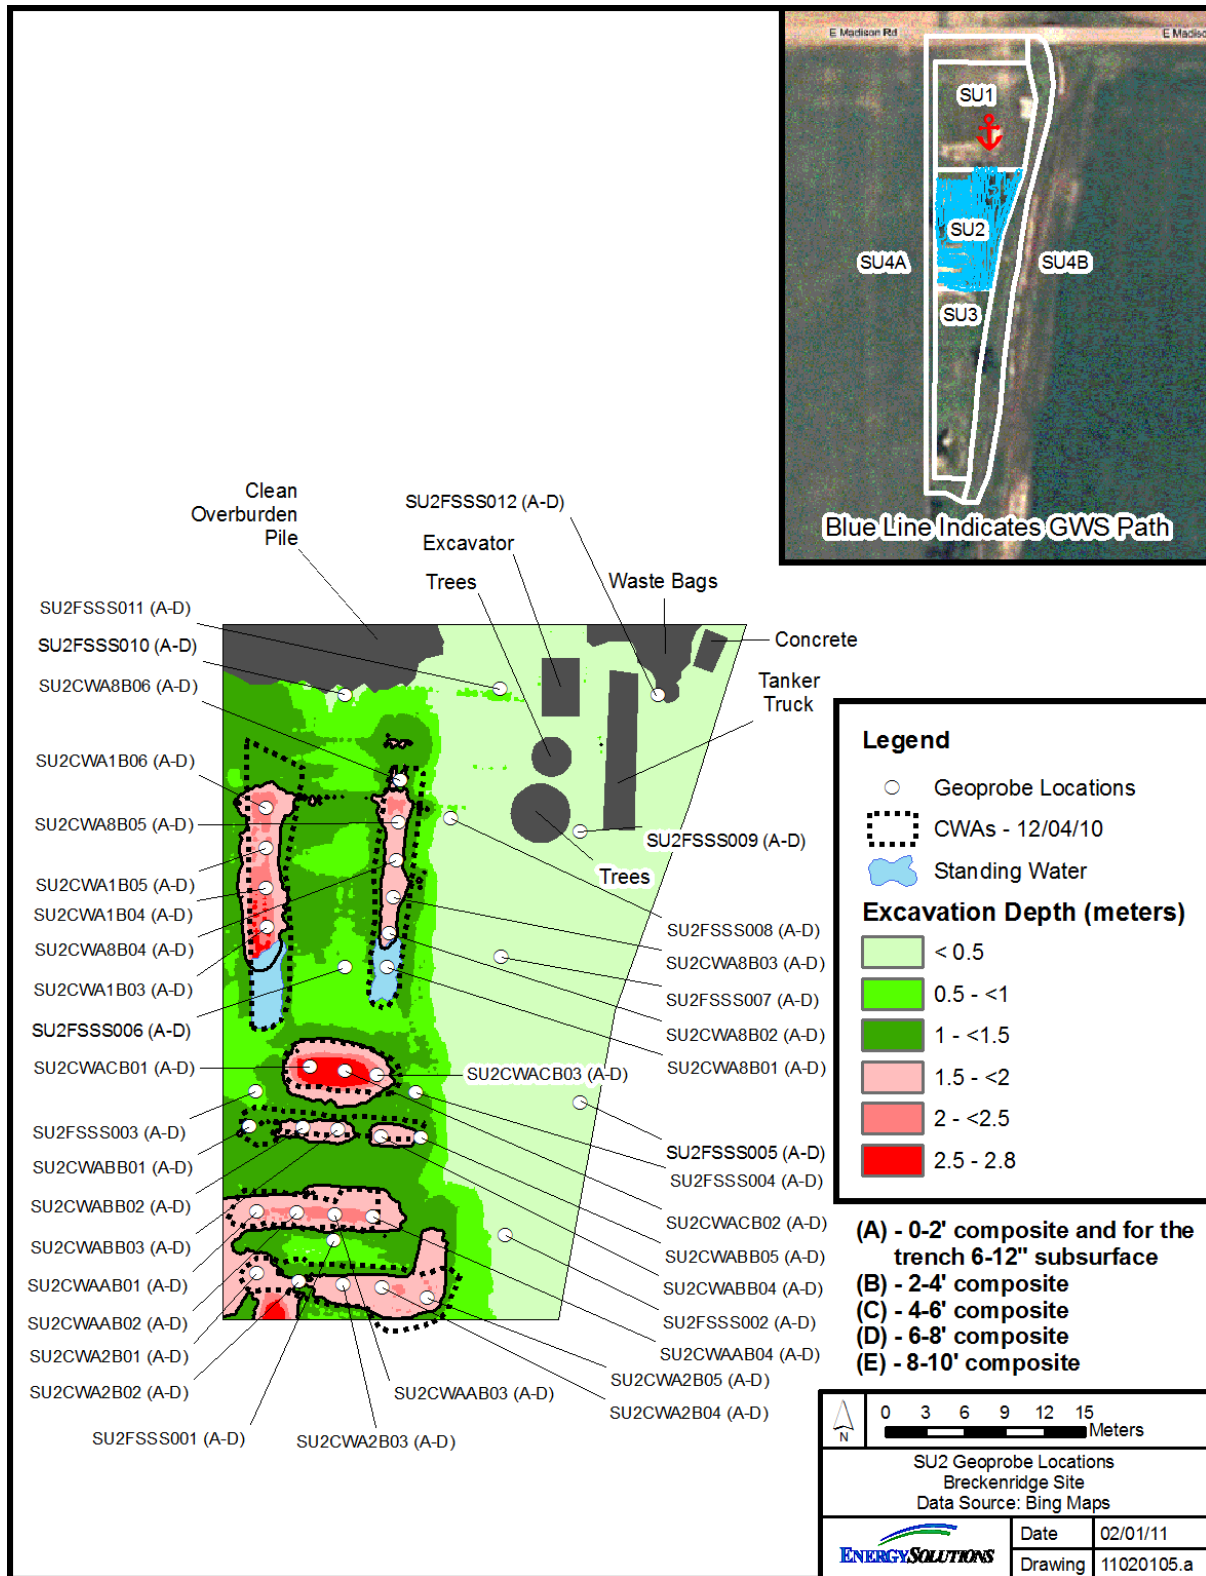 E Madison Rd
E Madiso
SU1
SU2
SU4A
SU4B
SU3
Blue Line Indicates GWS Path
Clean
Overburden
Pile
SU2FSSS012 (A-D)
Excavator
Trees
Waste Bags
SU2FSSS011 (A-D)
SU2FSSS010 (A-D)
SU2CWA8B06 (A-D)
Concrete
Tanker
Truck
SU2CWA1B06 (A-D)
SU2CWA8B05 (A-D)
SU2CWA1B05 (A-D)
SU2CWA1B04 (A-D)
SU2CWA8B04 (A-D)
SU2CWA1B03 (A-D)
SU2FSSS006 (A-D)
SU2CWACB01 (A-D)
SU2FSSS003 (A-D)
SU2CWABB01 (A-D)
SU2CWABB02 (A-D)
SU2CWABB03 (A-D)
SU2CWAAB01 (A-D)
SU2CWAAB02 (A-D)
SU2CWA2B01 (A-D)
SU2CWA2B02 (A-D)
SU2FSSS001 (A-D)
SU2CWA2B03 (A-D)
SU2CWAAB03 (A-D)
SU2FSSS009 (A-D)
Trees
SU2FSSS008 (A-D)
SU2CWA8B03 (A-D)
SU2FSSS007 (A-D)
SU2CWA8B02 (A-D)
SU2CWA8B01 (A-D)
SU2CWACB03 (A-D)
SU2FSSS005 (A-D)
SU2FSSS004 (A-D)
SU2CWACB02 (A-D)
SU2CWABB05 (A-D)
SU2CWABB04 (A-D)
SU2FSSS002 (A-D)
SU2CWAAB04 (A-D)
SU2CWA2B05 (A-D)
SU2CWA2B04 (A-D)
Legend
Geoprobe Locations
CWAs - 12/04/10
Standing Water
Excavation Depth (meters)
< 0.5
0.5 - <1
1 - <1.5
1.5 - <2
2 - <2.5
2.5 - 2.8
(A) - 0-2' composite and for the
trench 6-12" subsurface
(B) - 2-4' composite
(C) - 4-6' composite
(D) - 6-8' composite
(E) - 8-10' composite
N
0 3 6 9 12 15
Meters
SU2 Geoprobe Locations
Breckenridge Site
Data Source: Bing Maps
ENERGYSOLUTIONS
Date 02/01/11
Drawing 11020105.a